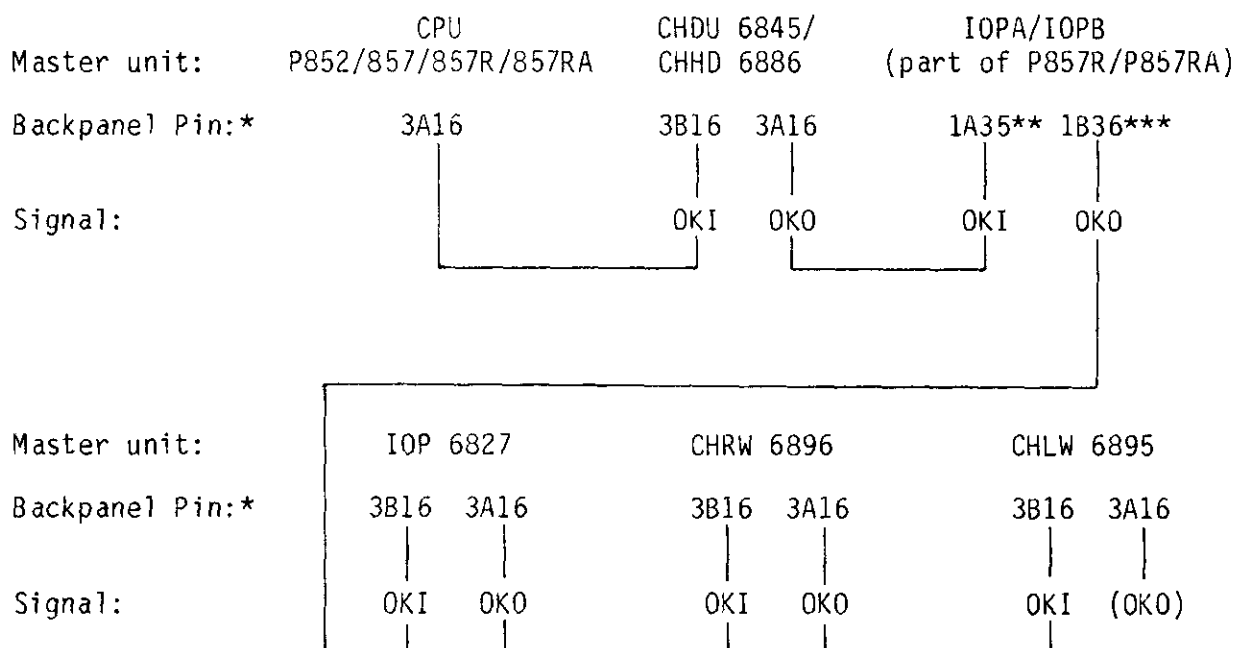 CPU CHDU 6845/ IOPA/IOPB
Master unit: P852/857/857R/857RA CHHD 6886 (part of P857R/P857RA)
Backpanel Pin:* 3A16 3B16 3A16 1A35** 1B36***
Signal: OKI OKO OKI OKO
Master unit: IOP 6827 CHRW 6896 CHLW 6895
Backpanel Pin:* 3B16 3A16 3B16 3A16 3B16 3A16
Signal: OKI OKO OKI OKO OKI (OKO)